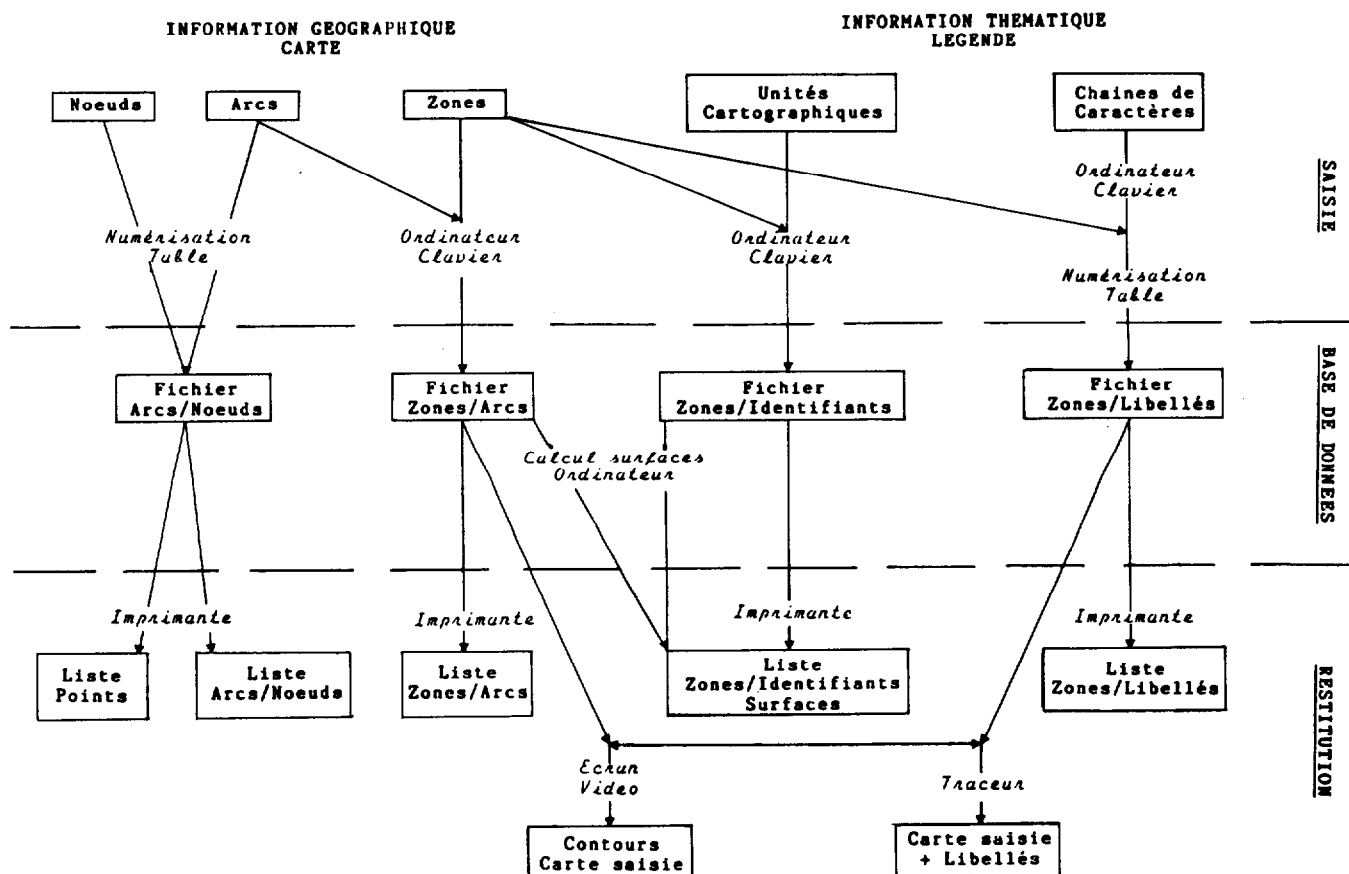 INFORMATION GEOGRAPHIQUE
CARTE
INFORMATION THEMATIQUE
LEGENDE
Noeuds
Arcs
Zones
Unités
Cartographiques
Chaines de
Caractères
SAISIE
Ordinateur
Clavier
Numérisation
Table
Ordinateur
Clavier
Ordinateur
Clavier
Numérisation
Table
BASE DE DONNEES
Fichier
Arcs/Noeuds
Fichier
Zones/Arcs
Fichier
Zones/Identifiants
Fichier
Zones/Libellés
Calcul surfaces
Ordinateur
Imprimante
Imprimante
Imprimante
Imprimante
RESTITUTION
Liste
Points
Liste
Arcs/Noeuds
Liste
Zones/Arcs
Liste
Zones/Identifiants
Surfaces
Liste
Zones/Libellés
Ecran
Video
Traceur
Contours
Carte saisie
Carte saisie
+ Libellés